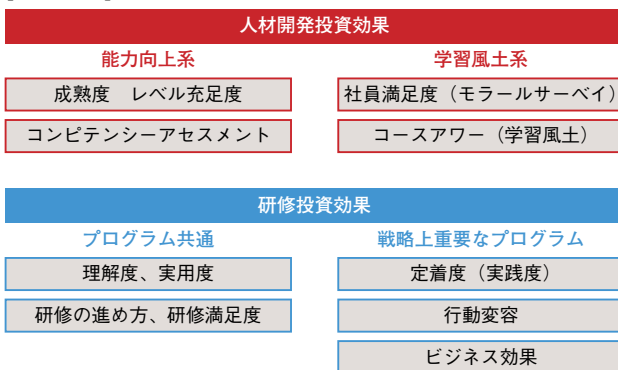 人材開発投資効果
能力向上系
学習風土系
成熟度　レベル充足度
社員満足度（モラールサーベイ）
コンピテンシーアセスメント
コースアワー（学習風土）
研修投資効果
プログラム共通
戦略上重要なプログラム
理解度、実用度
定着度（実践度）
研修の進め方、研修満足度
行動変容
ビジネス効果